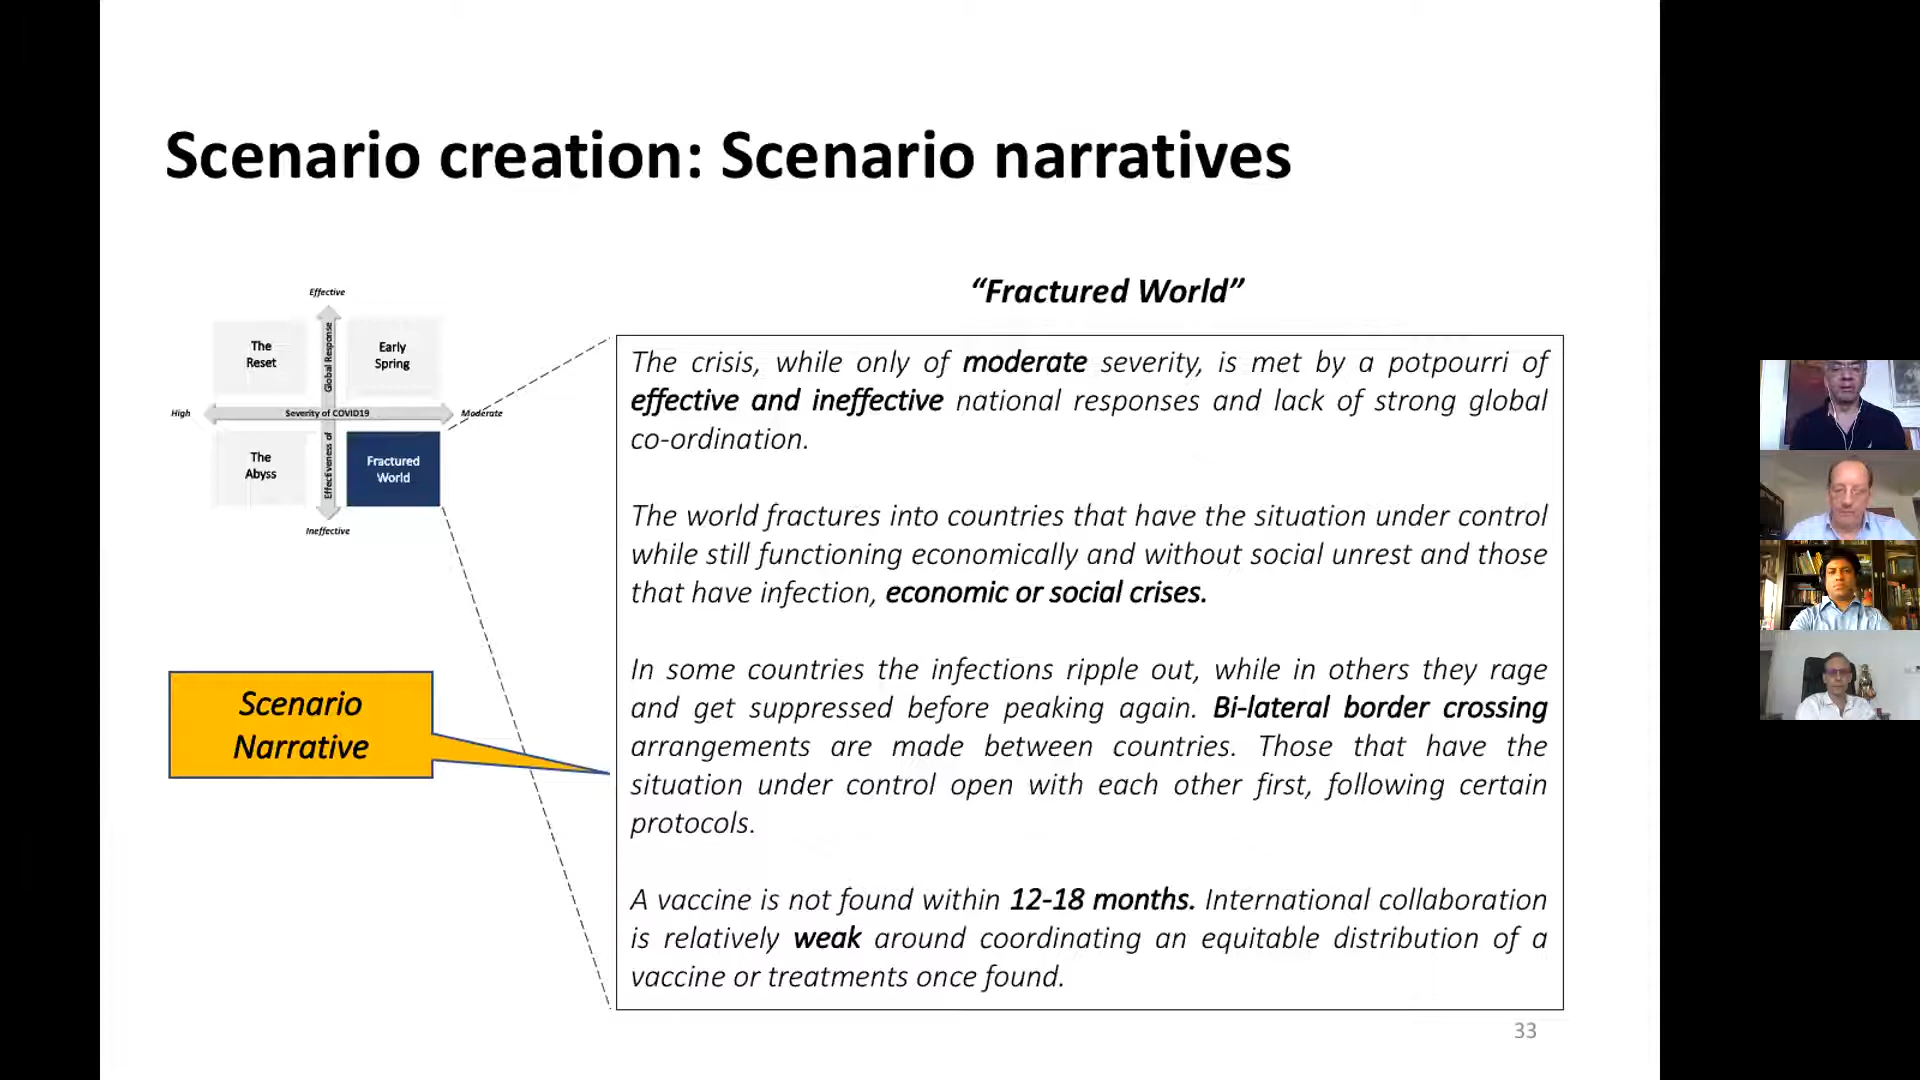 Scenario creation: Scenario narratives
“Fractured World”
Effective
The
Reset
Early
Spring
Global Response
High
Severity of COVID19
Moderate
The
Abyss
Effectiveness of
Fractured
World
Ineffective
Scenario
Narrative
The crisis, while only of moderate severity, is met by a potpourri of
effective and ineffective national responses and lack of strong global
co-ordination.
The world fractures into countries that have the situation under control
while still functioning economically and without social unrest and those
that have infection, economic or social crises.
In some countries the infections ripple out, while in others they rage
and get suppressed before peaking again. Bi-lateral border crossing
arrangements are made between countries. Those that have the
situation under control open with each other first, following certain
protocols.
A vaccine is not found within 12-18 months. International collaboration
is relatively weak around coordinating an equitable distribution of a
vaccine or treatments once found.
33